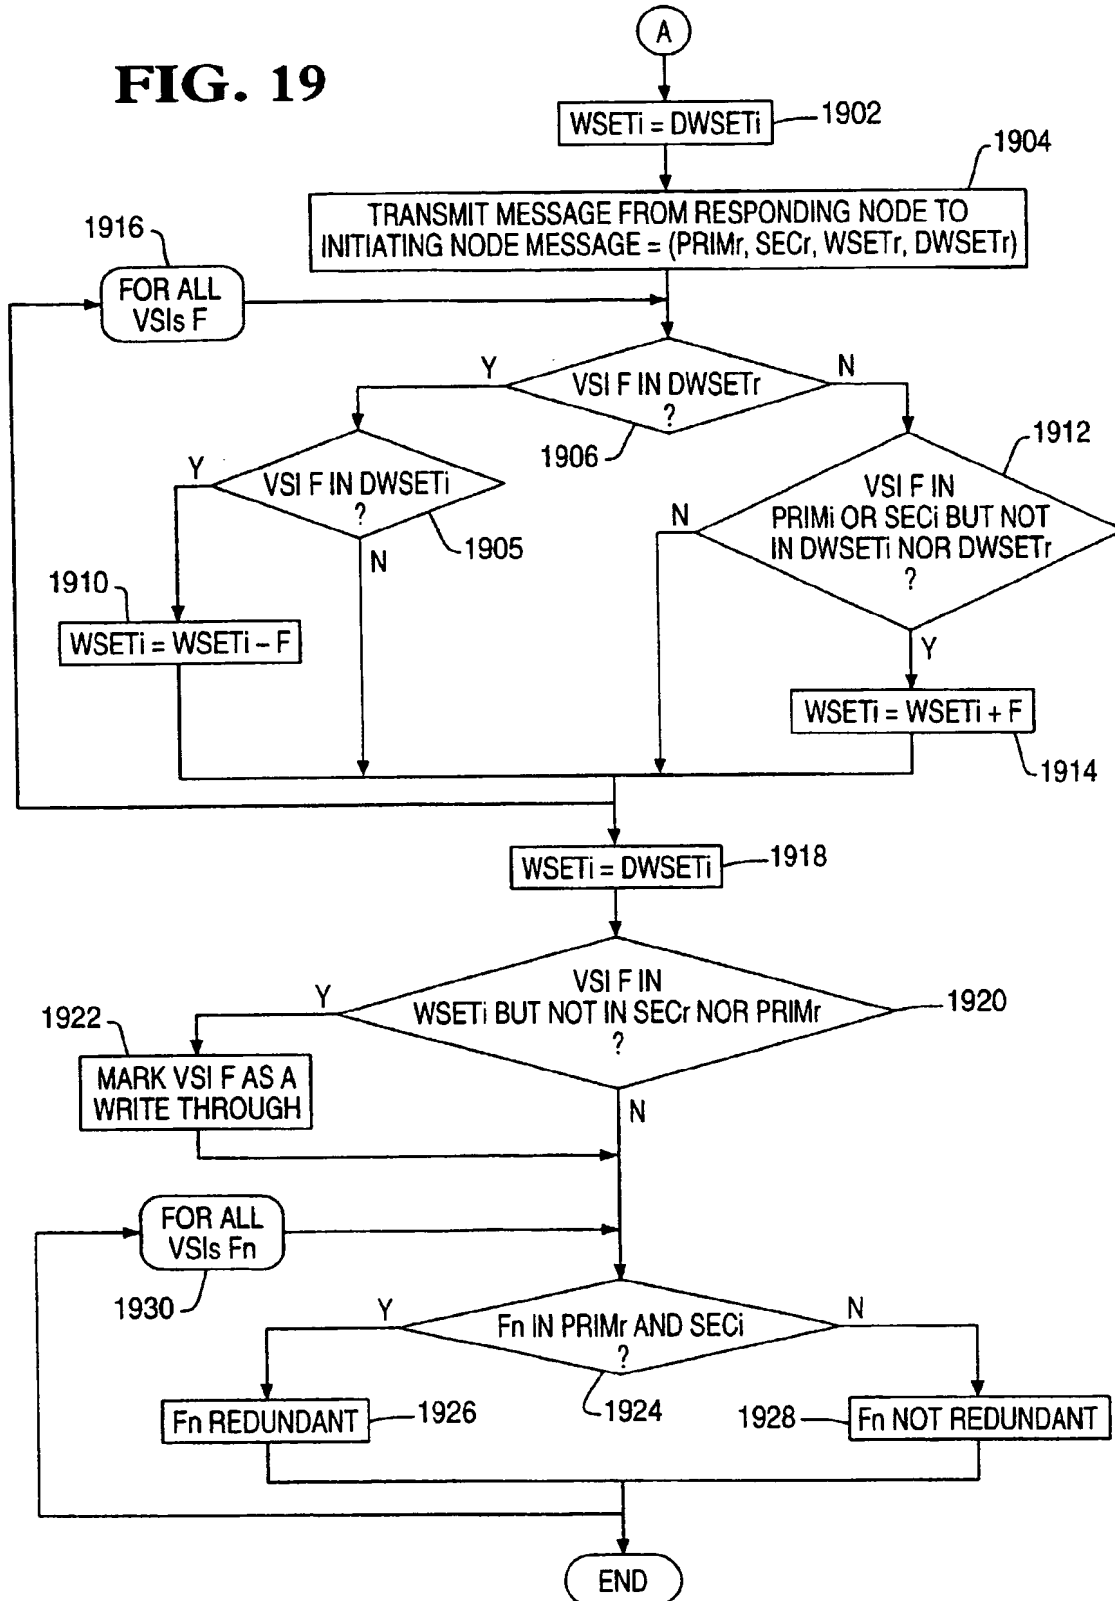 FIG. 19
A
WSETi = DWSETi
1902
1904
TRANSMIT MESSAGE FROM RESPONDING NODE TO
INITIATING NODE MESSAGE = (PRIMr, SECr, WSETr, DWSETr)
1916
FOR ALL
VSIs F
Y
VSI F IN DWSETr
?
N
1906
1912
Y
VSI F IN DWSETi
?
1905
N
N
VSI F IN
PRIMi OR SECi BUT NOT
IN DWSETi NOR DWSETr
?
Y
1910
WSETi = WSETi – F
WSETi = WSETi + F
1914
WSETi = DWSETi
1918
Y
VSI F IN
WSETi BUT NOT IN SECr NOR PRIMr
?
1920
N
1922
MARK VSI F AS A
WRITE THROUGH
FOR ALL
VSIs Fn
1930
Y
Fn IN PRIMr AND SECi
?
N
1924
Fn REDUNDANT
1926
1928
Fn NOT REDUNDANT
END